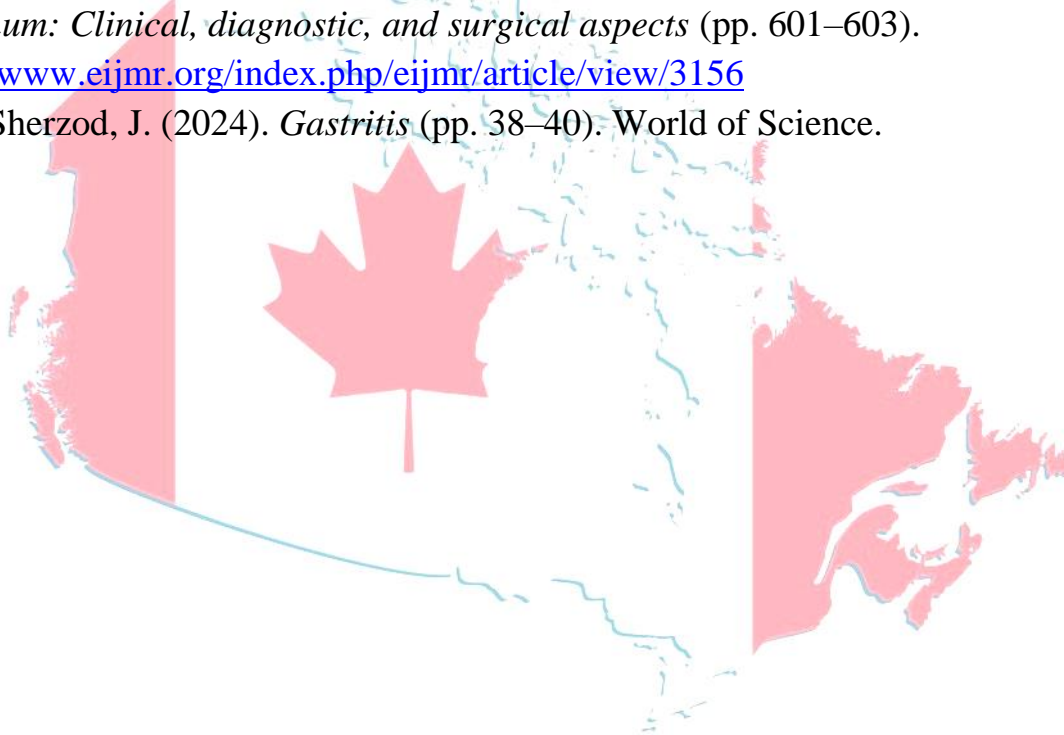 um: Clinical, diagnostic, and surgical aspects (pp. 601–603).
www.eijmr.org/index.php/eijmr/article/view/3156
Sherzod, J. (2024). Gastritis (pp. 38–40). World of Science.